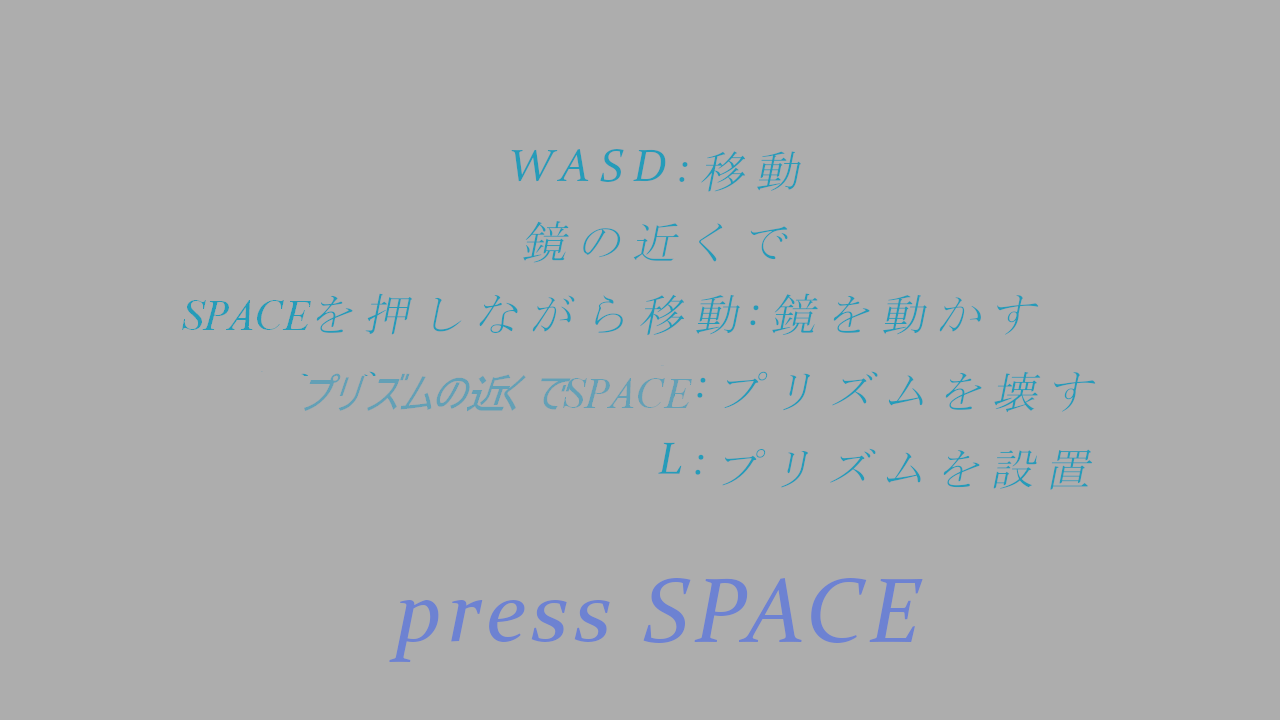 WASD:移動
鏡の近くで
SPACEを押しながら移動:鏡を動かす
プリズムの近くでSPACE:プリズムを壊す
L:プリズムを設置
press SPACE